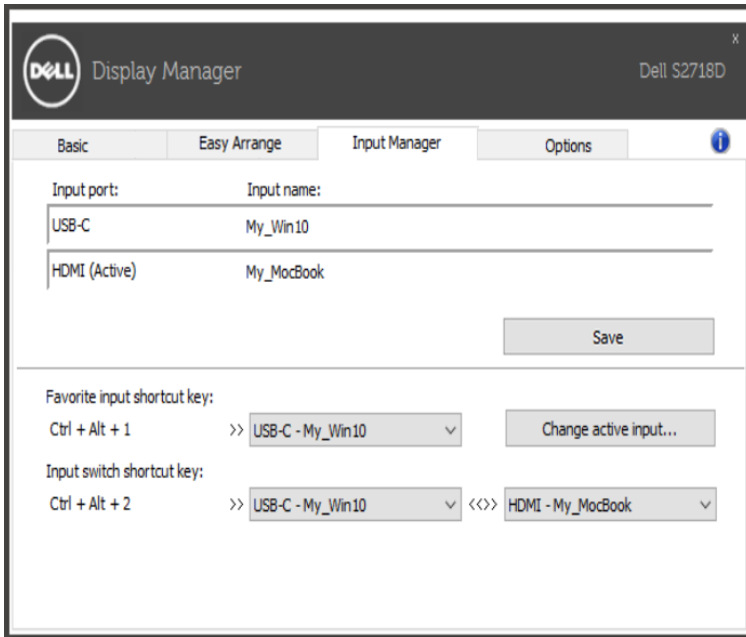 x
DELL Display Manager Dell S2718D
Basic Easy Arrange Input Manager Options i
Input port: Input name:
USB-C My_Win10
HDMI (Active) My_MocBook
Save
Favorite input shortcut key:
Ctrl + Alt + 1 >> USB-C - My_Win10 Change active input...
Input switch shortcut key:
Ctrl + Alt + 2 >> USB-C - My_Win10 <<>> HDMI - My_MocBook